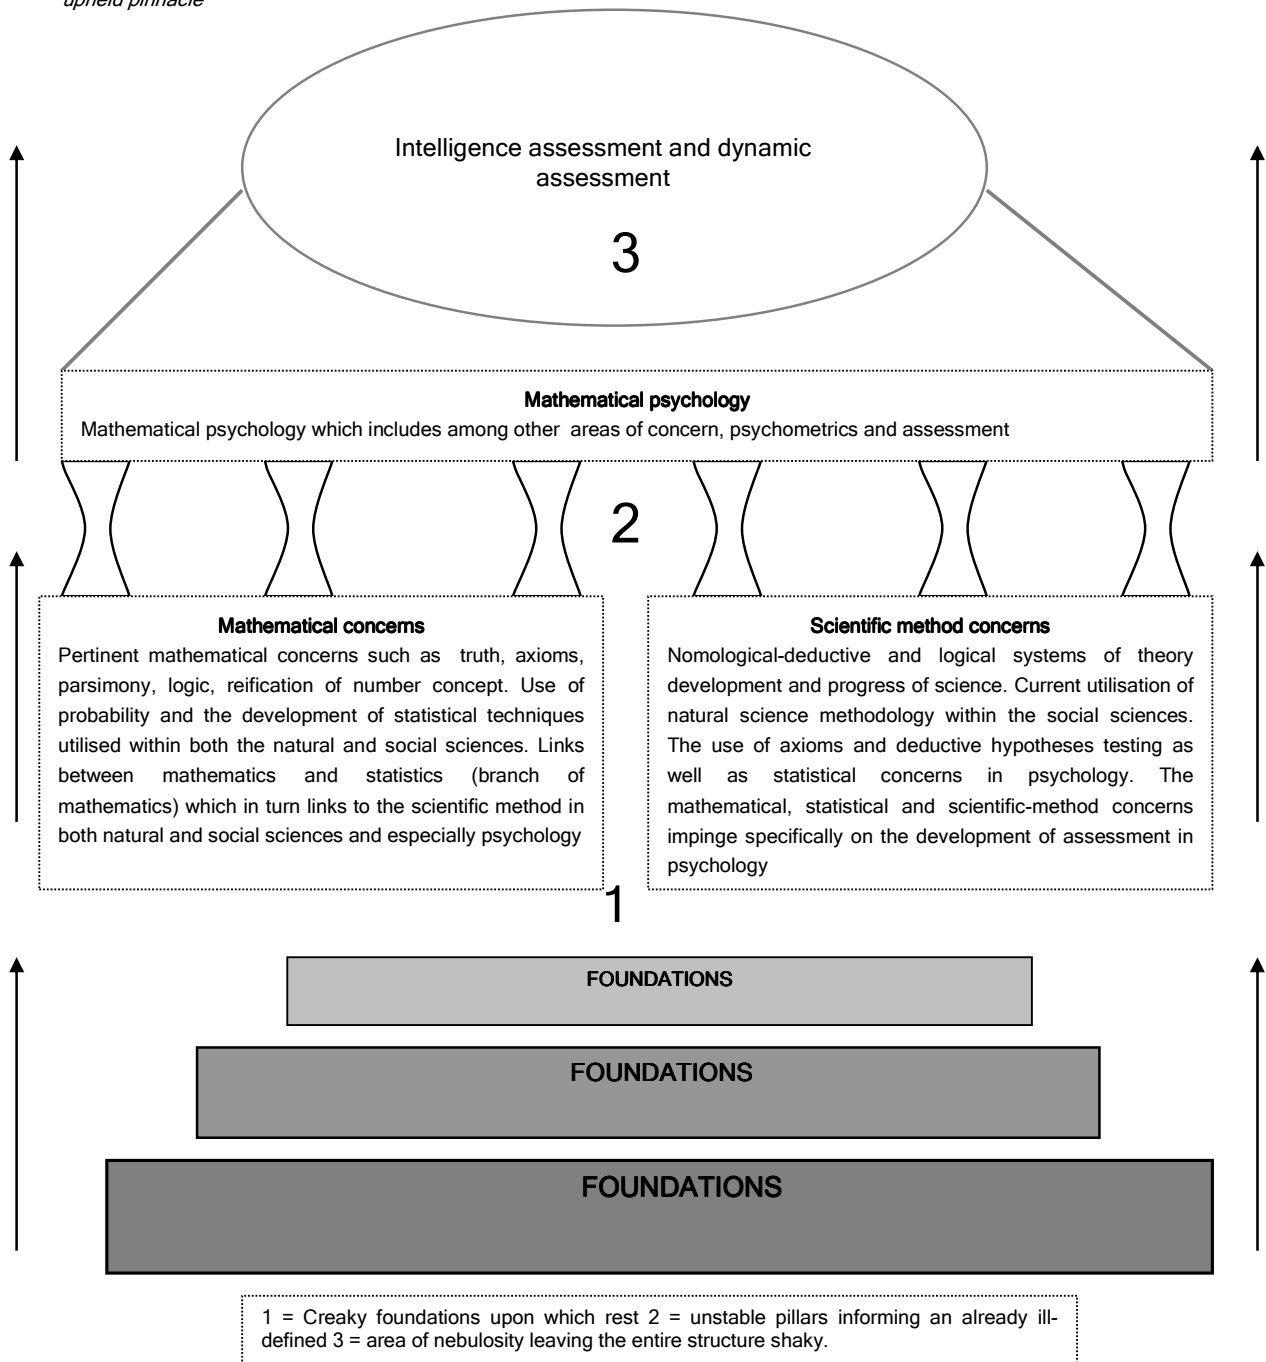 upheld pinnacle
Intelligence assessment and dynamic
assessment
3
Mathematical psychology
Mathematical psychology which includes among other areas of concern, psychometrics and assessment
2
Mathematical concerns
Pertinent mathematical concerns such as truth, axioms,
parsimony, logic, reification of number concept. Use of
probability and the development of statistical techniques
utilised within both the natural and social sciences. Links
between mathematics and statistics (branch of
mathematics) which in turn links to the scientific method in
both natural and social sciences and especially psychology
Scientific method concerns
Nomological-deductive and logical systems of theory
development and progress of science. Current utilisation of
natural science methodology within the social sciences.
The use of axioms and deductive hypotheses testing as
well as statistical concerns in psychology. The
mathematical, statistical and scientific-method concerns
impinge specifically on the development of assessment in
psychology
1
FOUNDATIONS
FOUNDATIONS
FOUNDATIONS
1 = Creaky foundations upon which rest 2 = unstable pillars informing an already ill-
defined 3 = area of nebulosity leaving the entire structure shaky.